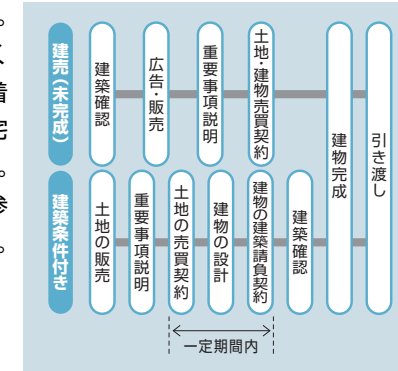 。
く
着
宅
。
参
。
建売（未完成）
建築確認
広告・販売
重要事項説明
土地・建物売買契約
建築条件付き
土地の販売
重要事項説明
土地の売買契約
建物の設計
建物の建築請負契約
建築確認
建物完成
引き渡し
一定期間内